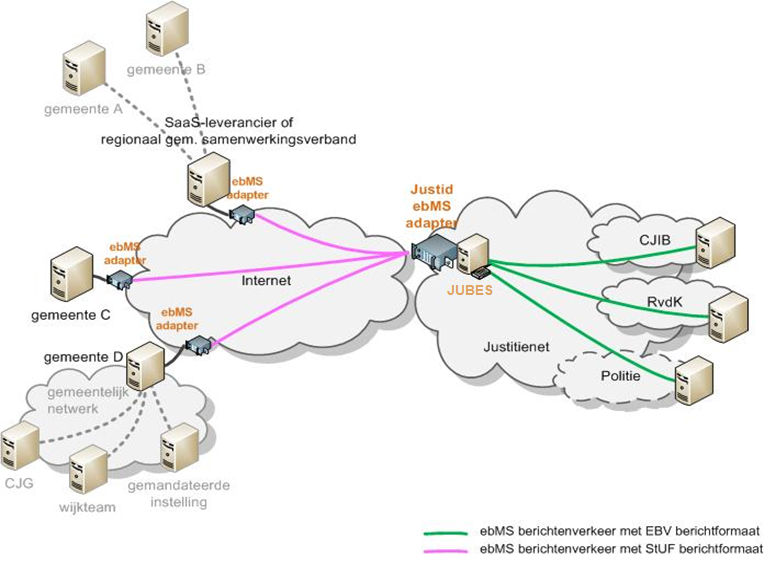 gemeente B
gemeente A
SaaS-leverancier of
regionaal gem. samenwerkingsverband
ebMS
adapter
Justid
ebMS
adapter
CJIB
ebMS
adapter
Internet
JUBES
RvdK
gemeente C
ebMS
adapter
Justitienet
gemeente D
Politie
gemeentelijk
netwerk
CJG
wijkteam
gemandateerde
instelling
ebMS berichtenverkeer met EBV berichtformaat
ebMS berichtenverkeer met StUF berichtformaat